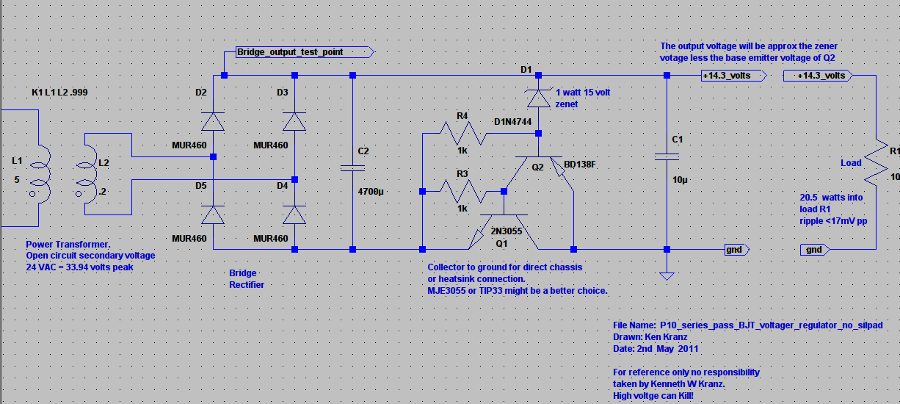 Bridge_output_test_point
The output voltage will be approx the zener
votage less the base emitter voltage of Q2
D1
+14.3_volts
+14.3_volts
K1 L1 L2 .999
D2
D3
1 watt 15 volt
zenet
R4
D1N4744
C1
MUR460
MUR460
C2
1k
BD138F
R1
L1
L2
Q2
Load
5
.2
D5
D4
4700µ
R3
10µ
10
1k
20.5 watts into
load R1
ripple <17mV pp
2N3055
Q1
MUR460
MUR460
gnd
gnd
Power Transformer.
Open circuit secondary voltage
24 VAC ~ 33.94 volts peak
Bridge
Rectifier
Collector to ground for direct chassis
or heatsink connection.
MJE3055 or TIP33 might be a better choice.
File Name: P10_series_pass_BJT_voltager_regulator_no_silpad
Drawn: Ken Kranz
Date: 2nd May 2011
For reference only no responsibility
taken by Kenneth W Kranz.
High voltge can Kill!